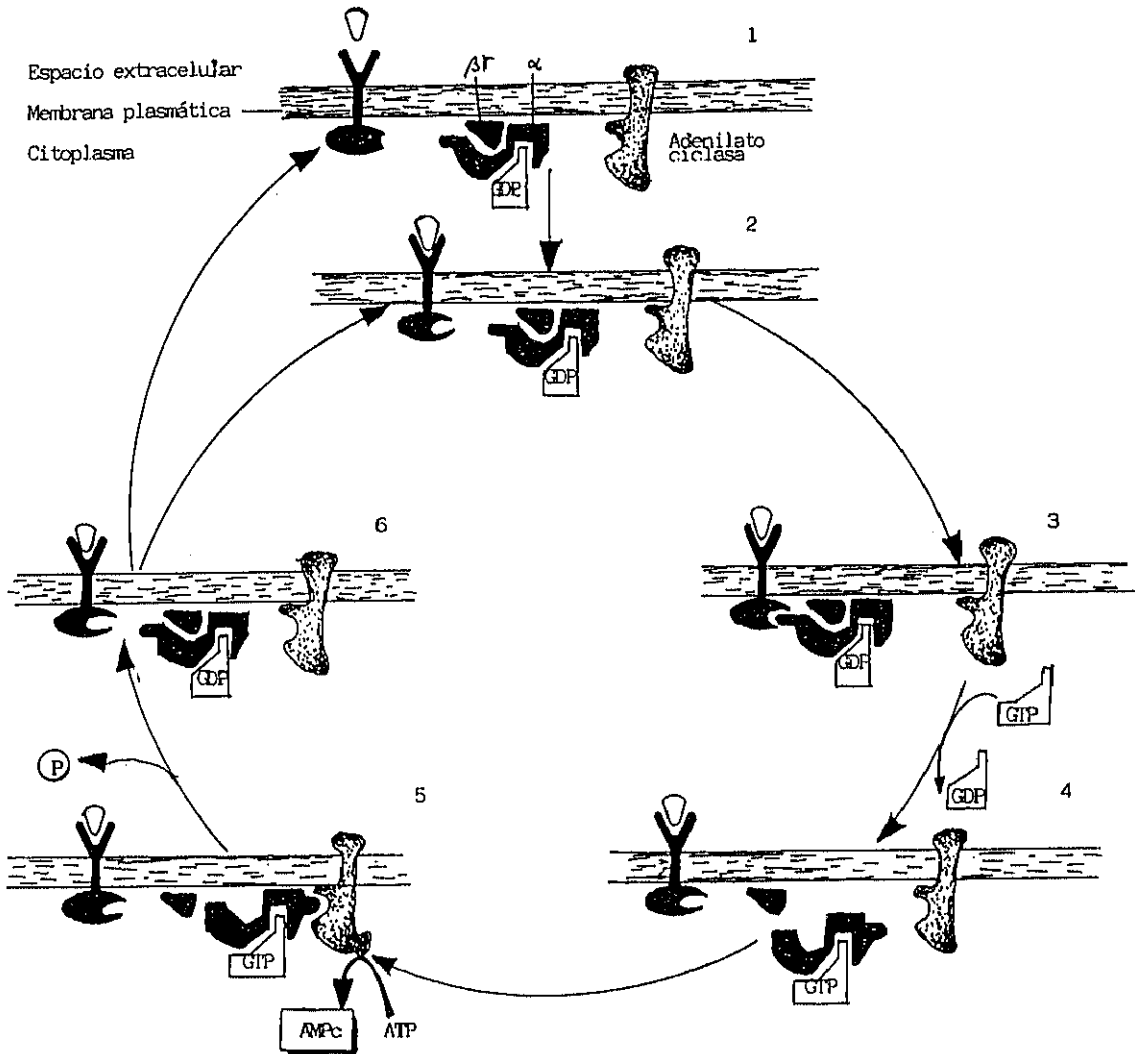 1
Espacio extracelular
βγ
α
Membrana plasmática
Citoplasma
Adenilato
ciclasa
GDP
2
GDP
6
3
GDP
GDP
GTP
P
GDP
5
4
GTP
GTP
AMPc
ATP